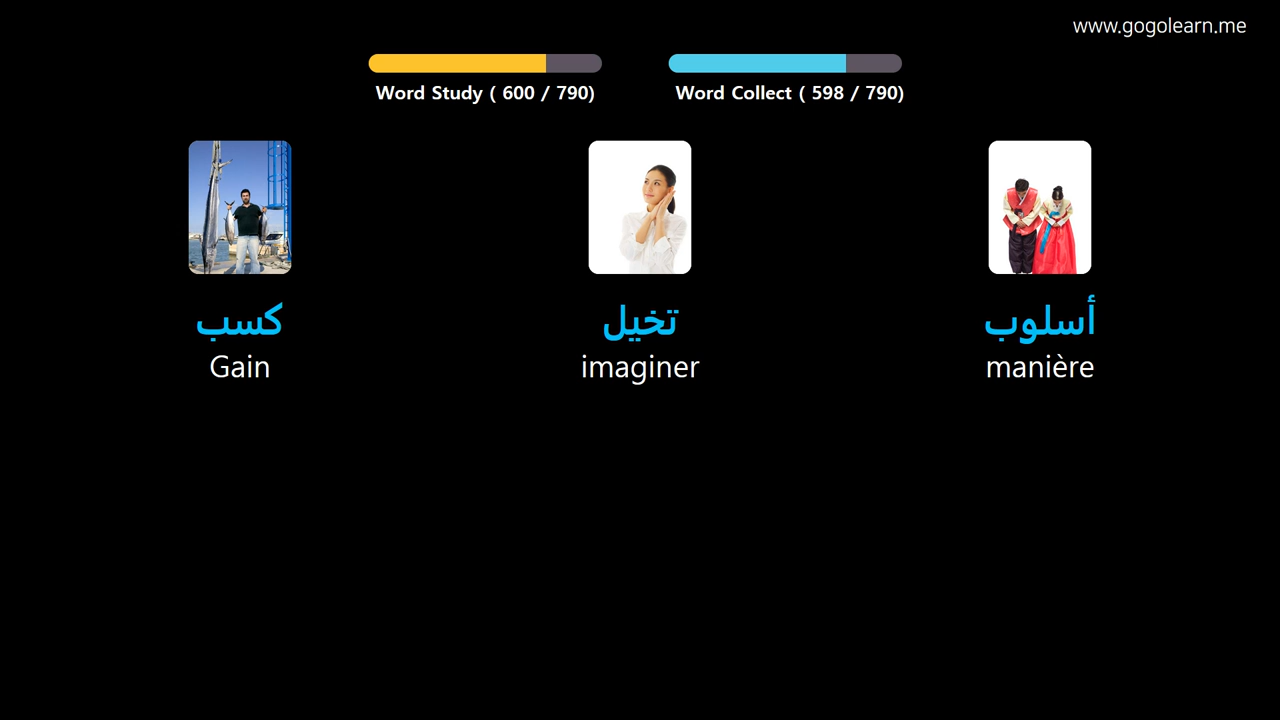 www.gogolearn.me
Word Study ( 600 / 790)
Word Collect ( 598 / 790)
كسب
Gain
تخيل
imaginer
أسلوب
manière